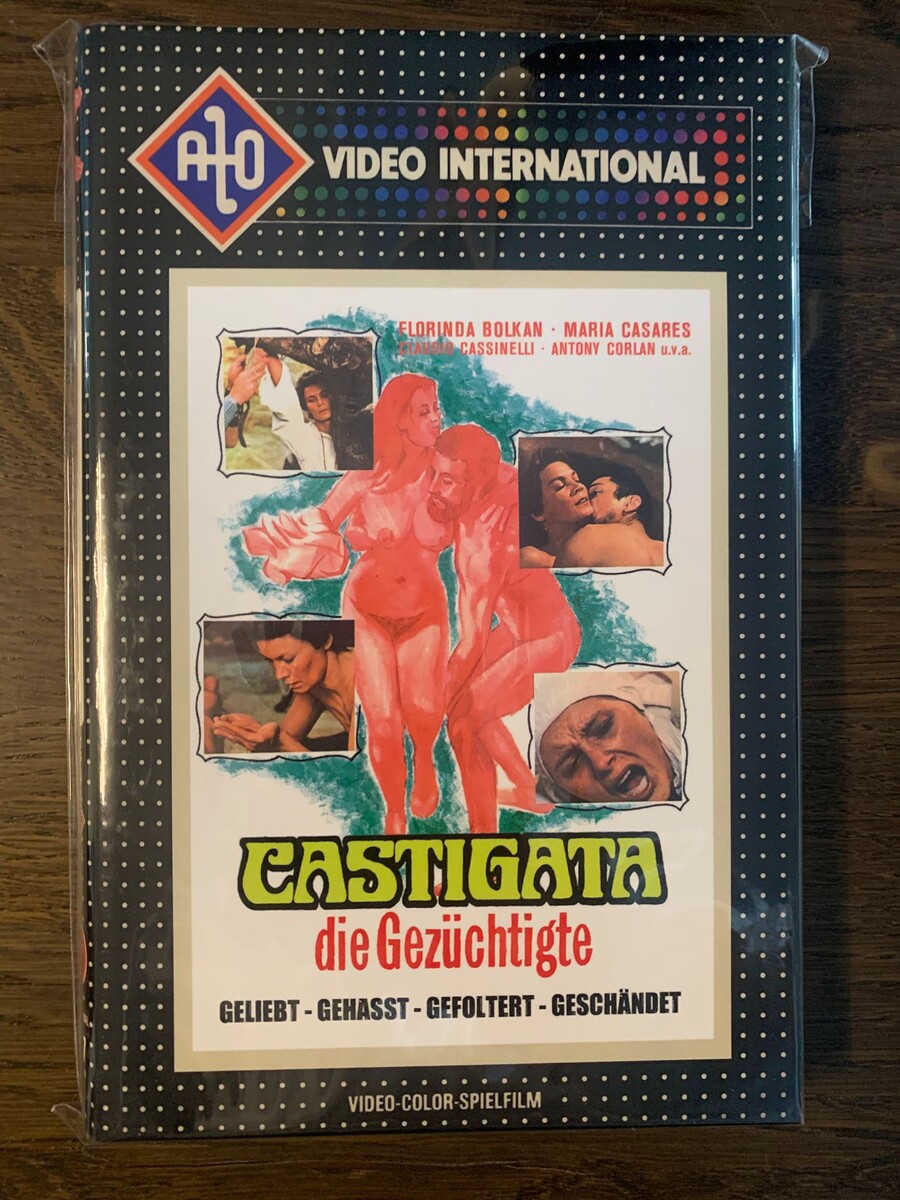 AHO
VIDEO INTERNATIONAL
FLORINDA BOLKAN · MARIA CASARES
CLAUDIO CASSINELLI · ANTONY CORLAN u.v.a.
CASTIGATA
die Gezüchtigte
GELIEBT - GEHASST - GEFOLTERT - GESCHÄNDET
VIDEO-COLOR-SPIELFILM